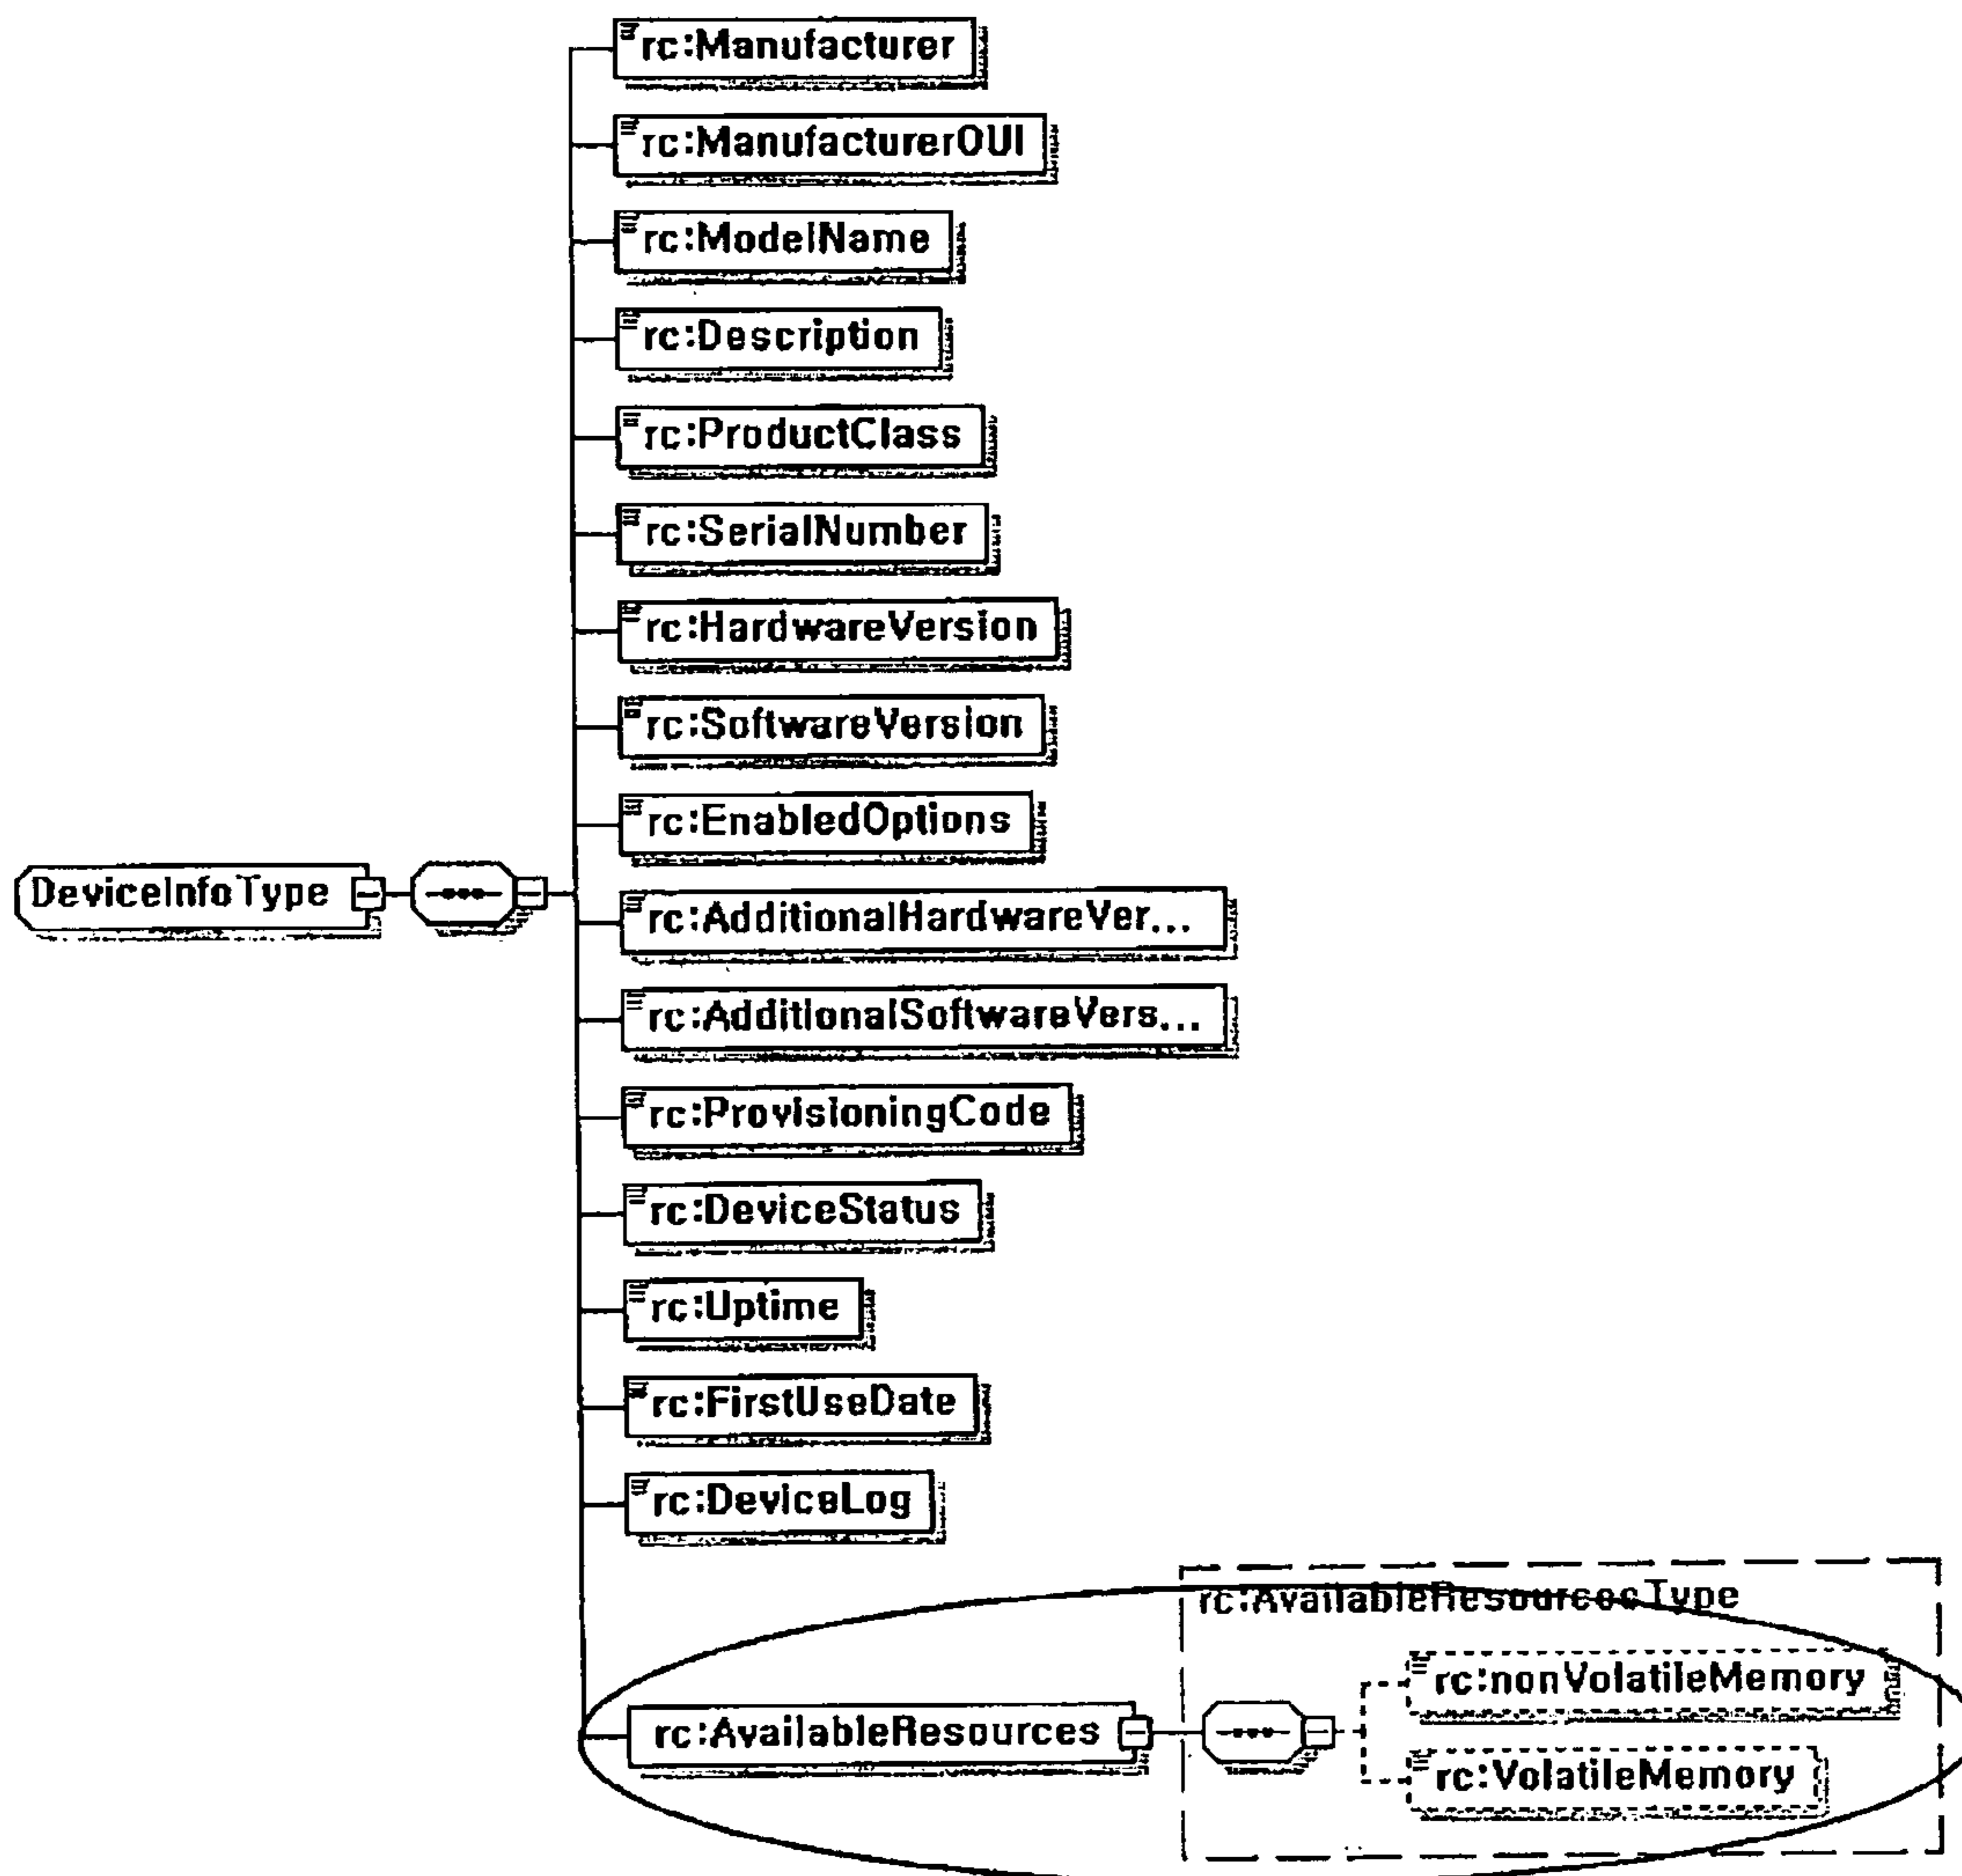 rc:Manufacturer
rc:ManufacturerOUI
rc:ModelName
rc:Description
rc:ProductClass
rc:SerialNumber
rc:HardwareVersion
rc:SoftwareVersion
rc:EnabledOptions
DeviceInfoType
rc:AdditionalHardwareVer...
rc:AdditionalSoftwareVers...
rc:ProvisioningCode
rc:DeviceStatus
rc:Uptime
rc:FirstUseDate
rc:DeviceLog
rc:AvailableResourcesType
rc:nonVolatileMemory
rc:AvailableResources
rc:VolatileMemory